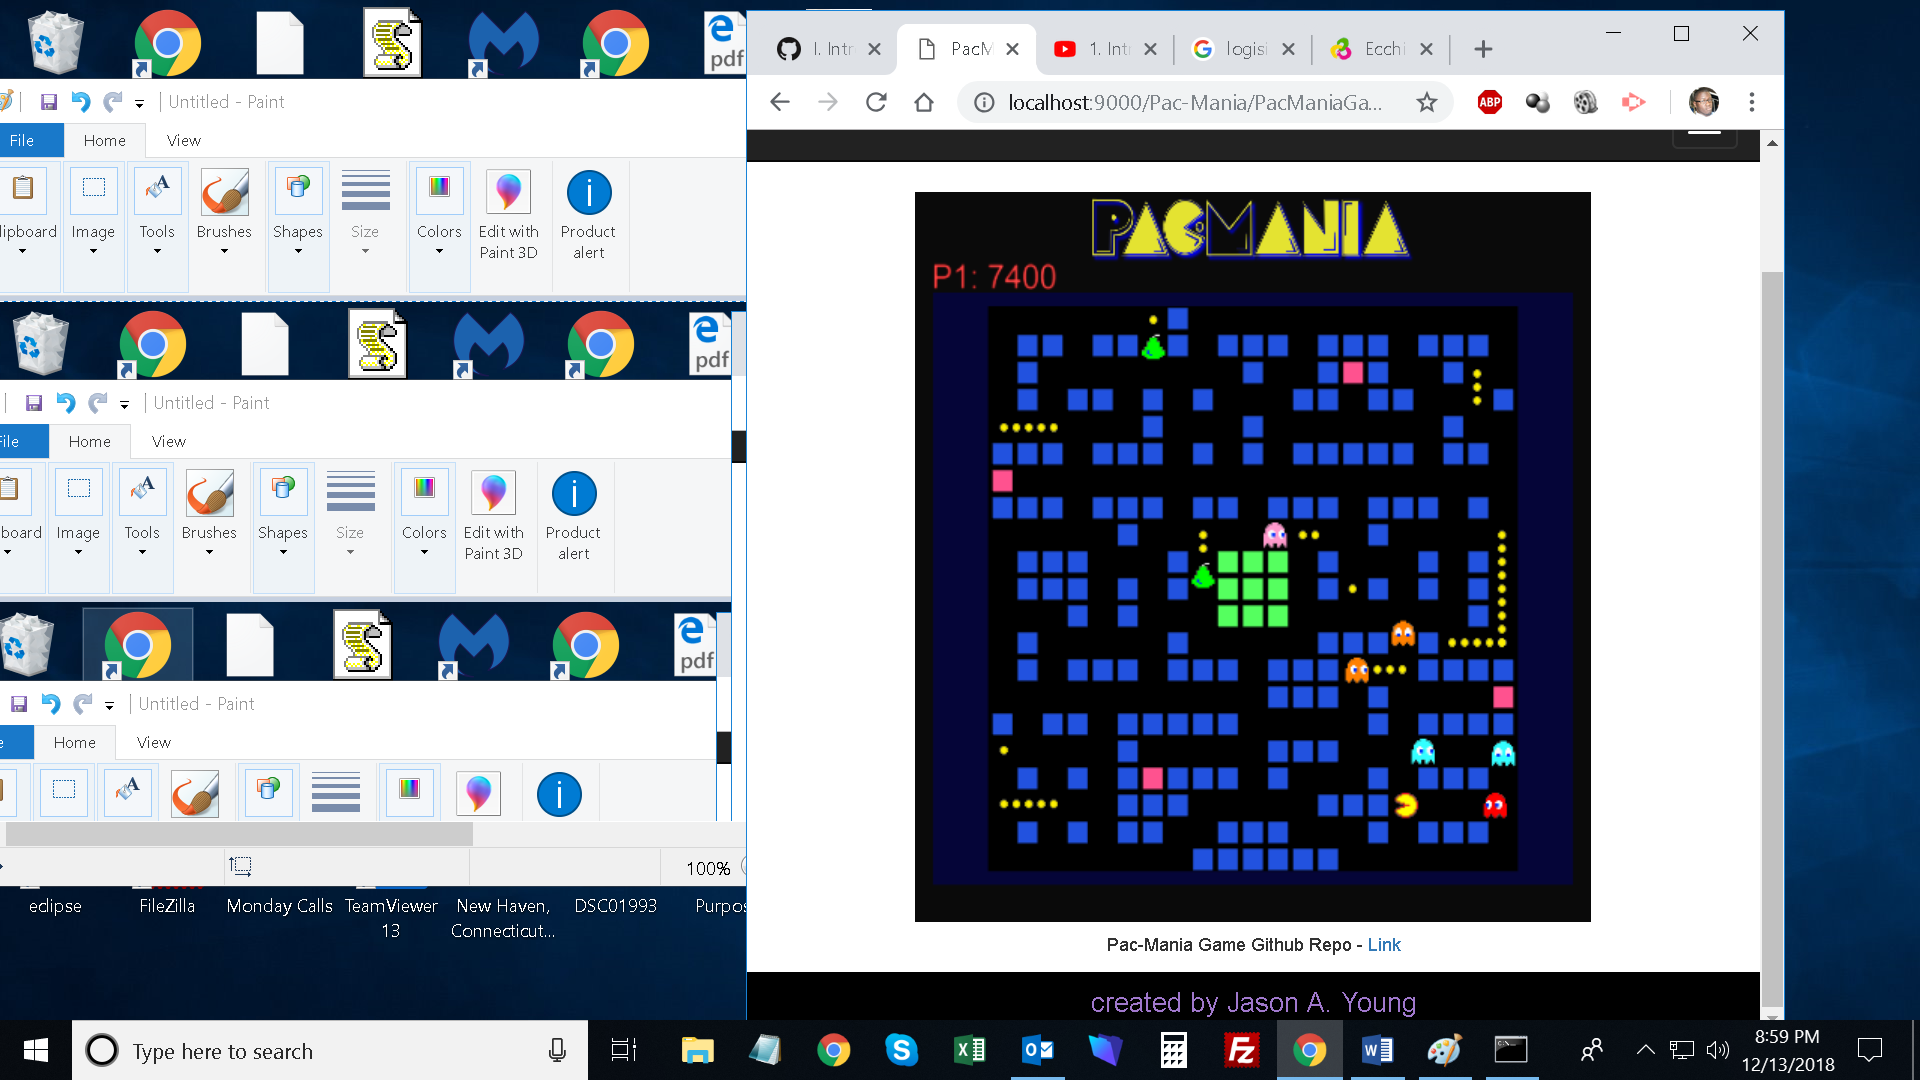 pdf
Untitled - Paint
File
Home
View
lipboard
Image
Tools
Brushes
Shapes
Size
Colors
Edit with
Paint 3D
Product
alert
pdf
Untitled - Paint
File
Home
View
board
Image
Tools
Brushes
Shapes
Size
Colors
Edit with
Paint 3D
Product
alert
pdf
Untitled - Paint
e
Home
View
100%
eclipse
FileZilla
Monday Calls
TeamViewer
13
New Haven,
Connecticut...
DSC01993
Purpos
I. Intr
PacM
1. Intr
logisi
Ecchi
localhost:9000/Pac-Mania/PacManiaGa...
ABP
PACMANIA
P1: 7400
Pac-Mania Game Github Repo - Link
created by Jason A. Young
Type here to search
8:59 PM
12/13/2018